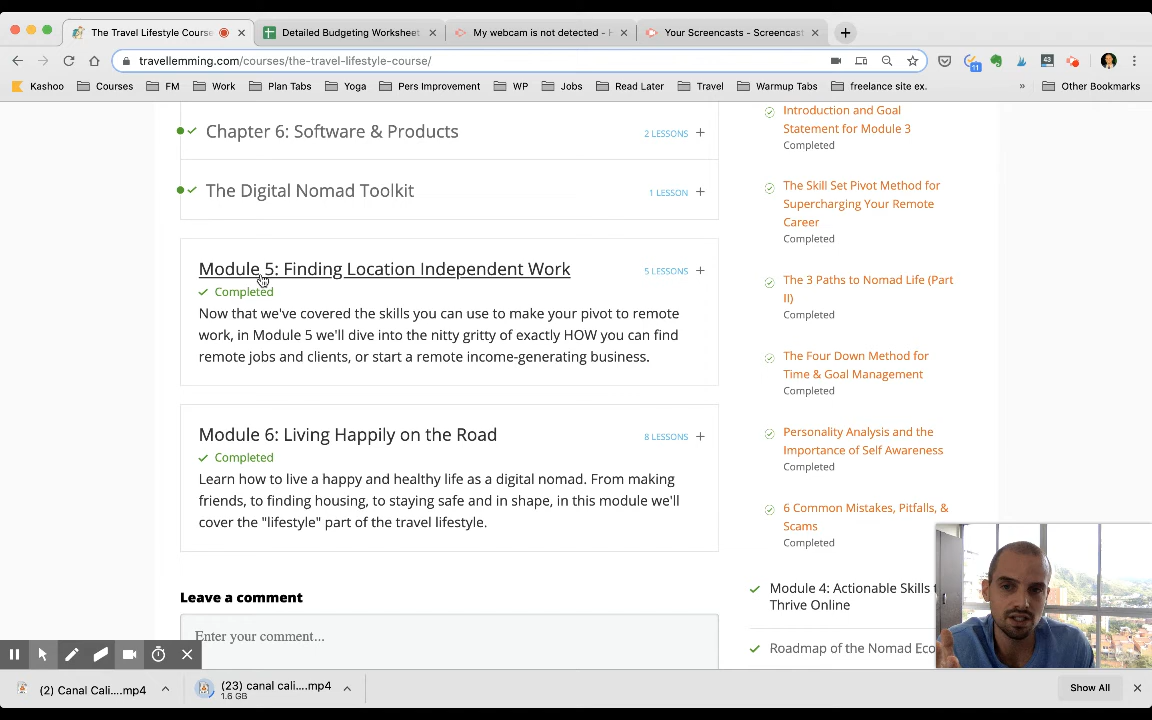 The Travel Lifestyle Course
Detailed Budgeting Worksheet
My webcam is not detected - H
Your Screencasts - Screencast
travellemming.com/courses/the-travel-lifestyle-course/
11
43
Kashoo
Courses
FM
Work
Plan Tabs
Yoga
Pers Improvement
WP
Jobs
Read Later
Travel
Warmup Tabs
freelance site ex.
»
Other Bookmarks
Chapter 6: Software & Products
2 LESSONS +
The Digital Nomad Toolkit
1 LESSON +
Module 5: Finding Location Independent Work
5 LESSONS +
Completed
Now that we've covered the skills you can use to make your pivot to remote
work, in Module 5 we'll dive into the nitty gritty of exactly HOW you can find
remote jobs and clients, or start a remote income-generating business.
Module 6: Living Happily on the Road
8 LESSONS +
Completed
Learn how to live a happy and healthy life as a digital nomad. From making
friends, to finding housing, to staying safe and in shape, in this module we'll
cover the "lifestyle" part of the travel lifestyle.
Leave a comment
Enter your comment...
Introduction and Goal
Statement for Module 3
Completed
The Skill Set Pivot Method for
Supercharging Your Remote
Career
Completed
The 3 Paths to Nomad Life (Part
II)
Completed
The Four Down Method for
Time & Goal Management
Completed
Personality Analysis and the
Importance of Self Awareness
Completed
6 Common Mistakes, Pitfalls, &
Scams
Completed
Module 4: Actionable Skills
Thrive Online
Roadmap of the Nomad Eco
(2) Canal Cali....mp4
(23) canal cali....mp4
1.6 GB
Show All